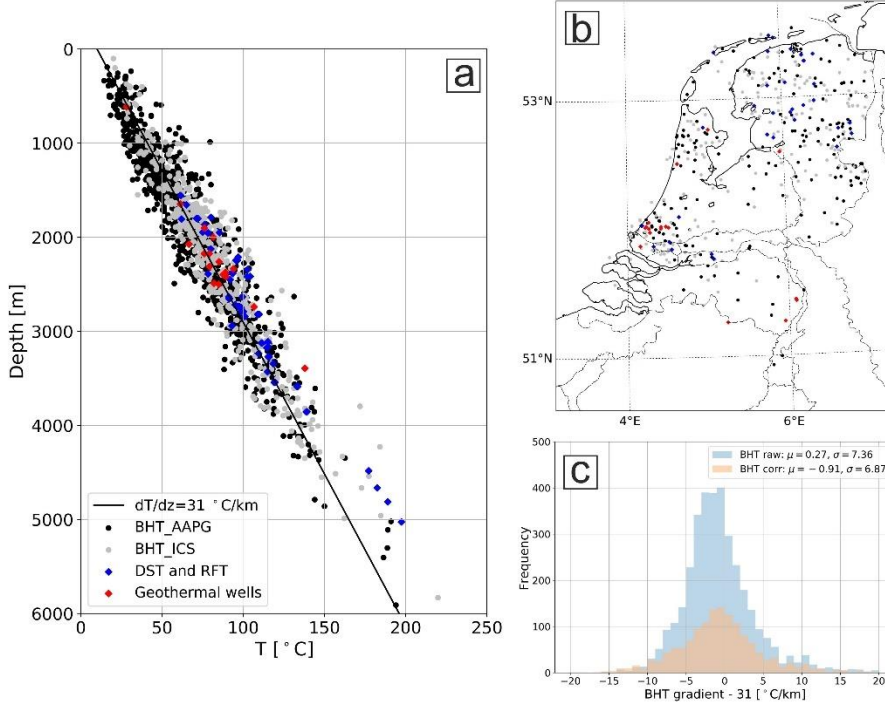 a
Depth [m]
0
1000
2000
3000
4000
5000
6000
dT/dz=31 °C/km
BHT_AAPG
BHT_ICS
DST and RFT
Geothermal wells
0 50 100 150 200 250
T [°C]
b
53°N
51°N
4°E 6°E
c
BHT raw: μ = 0.27, σ=7.36
BHT corr: μ = −0.91, σ=6.87
Frequency
500
400
300
200
100
0
−20 −15 −10 −5 0 5 10 15 20
BHT gradient - 31 [°C/km]